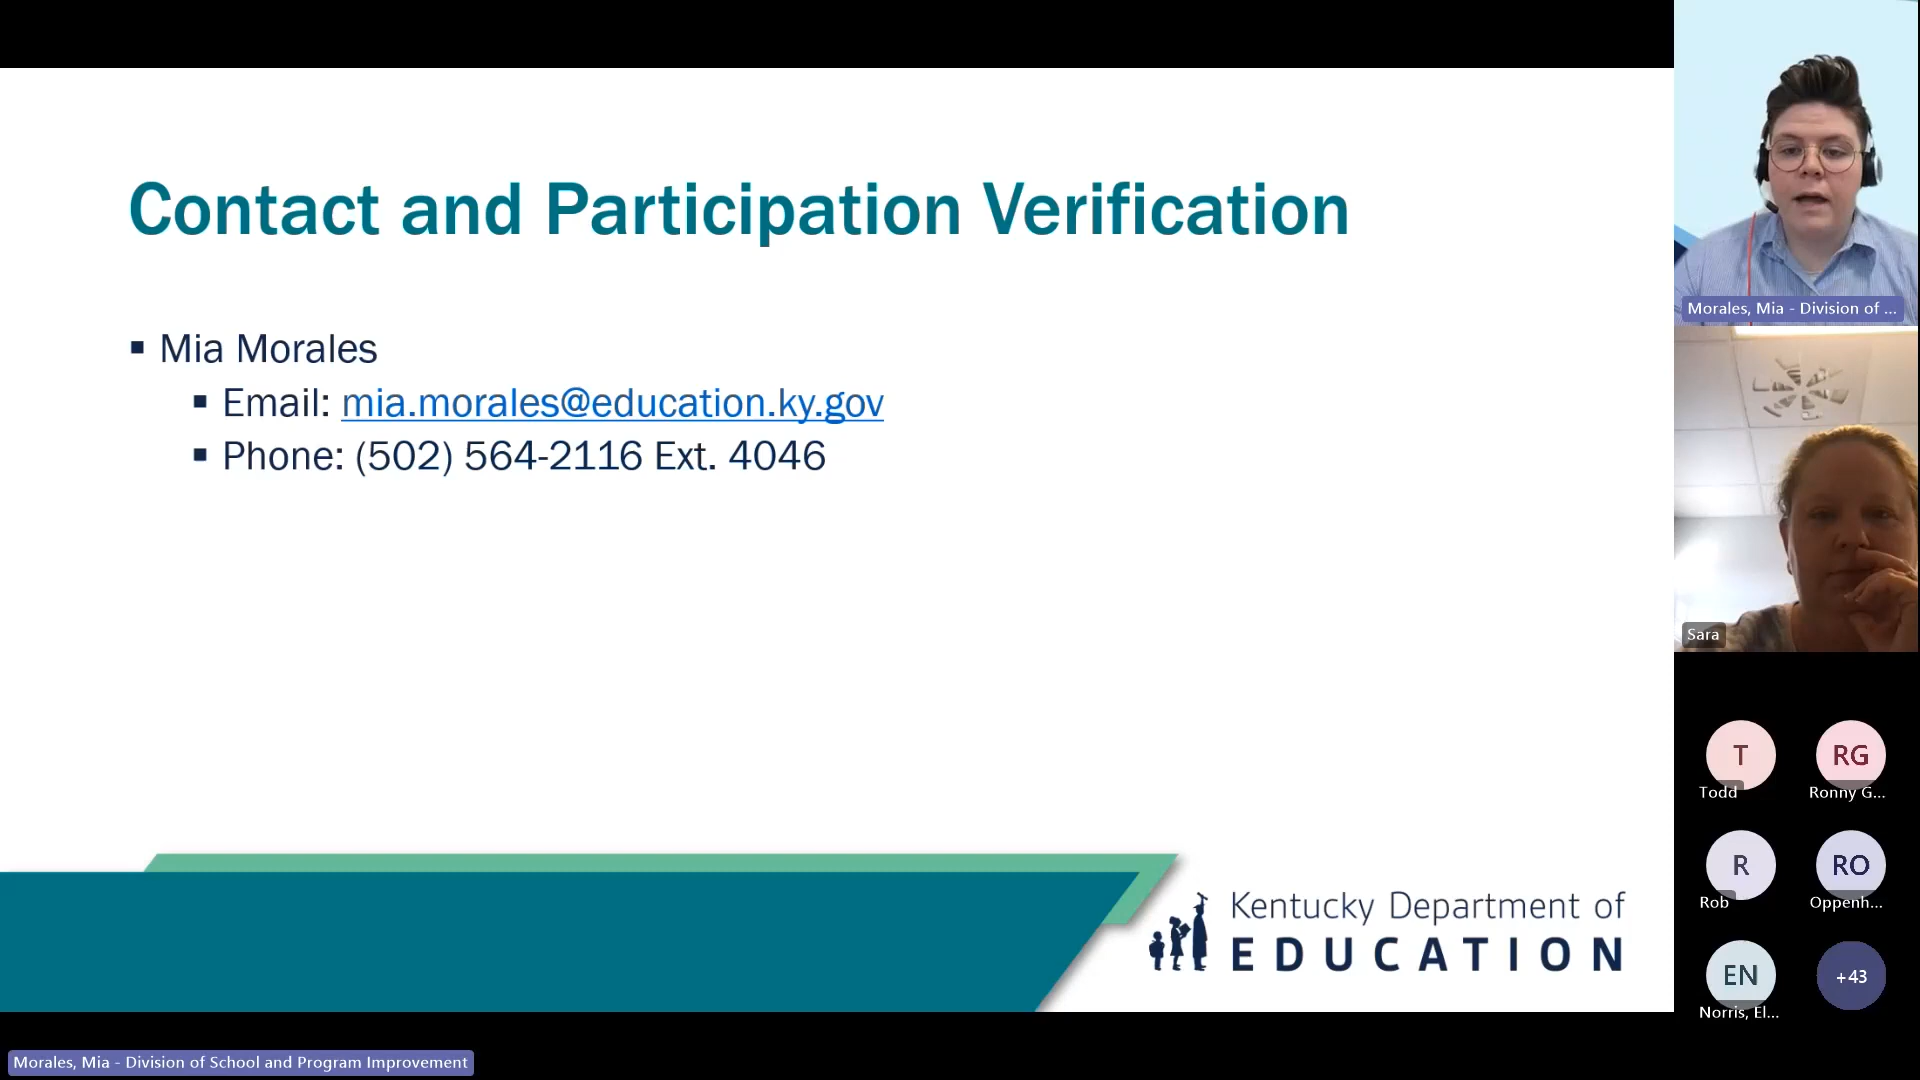 Contact and Participation Verification
Mia Morales
Email: mia.morales@education.ky.gov
Phone: (502) 564-2116 Ext. 4046
Kentucky Department of
EDUCATION
Morales, Mia - Division of School and Program Improvement
Morales, Mia - Division of ...
Sara
T
Todd
RG
Ronny G...
R
Rob
RO
Oppenh...
EN
Norris, El...
+43